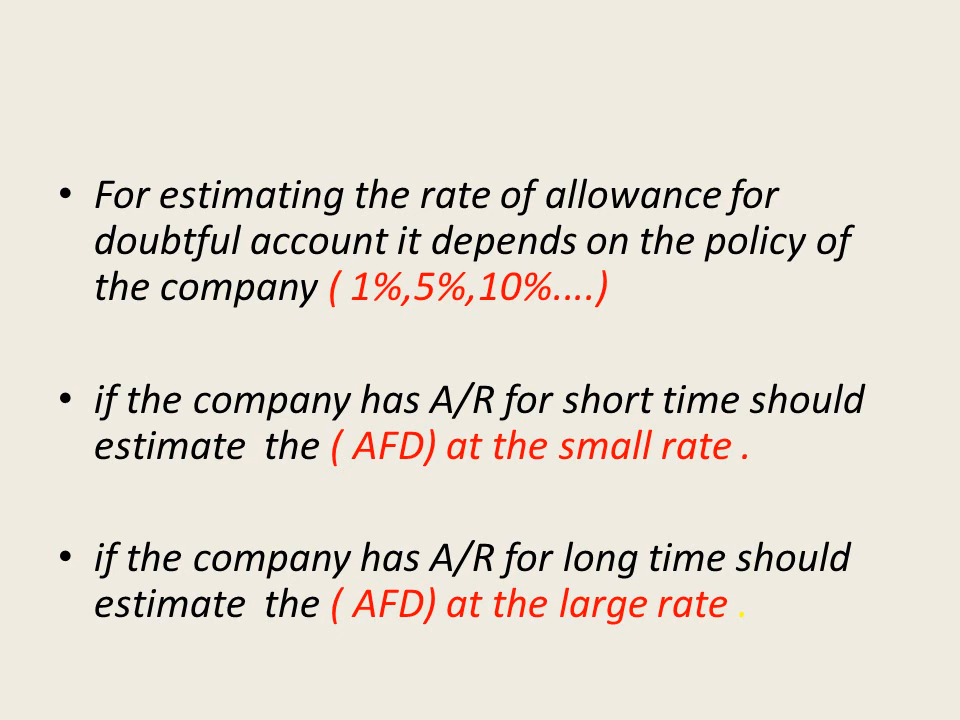 • For estimating the rate of allowance for
doubtful account it depends on the policy of
the company ( 1%,5%,10%....)
• if the company has A/R for short time should
estimate  the ( AFD) at the small rate .
• if the company has A/R for long time should
estimate  the ( AFD) at the large rate .